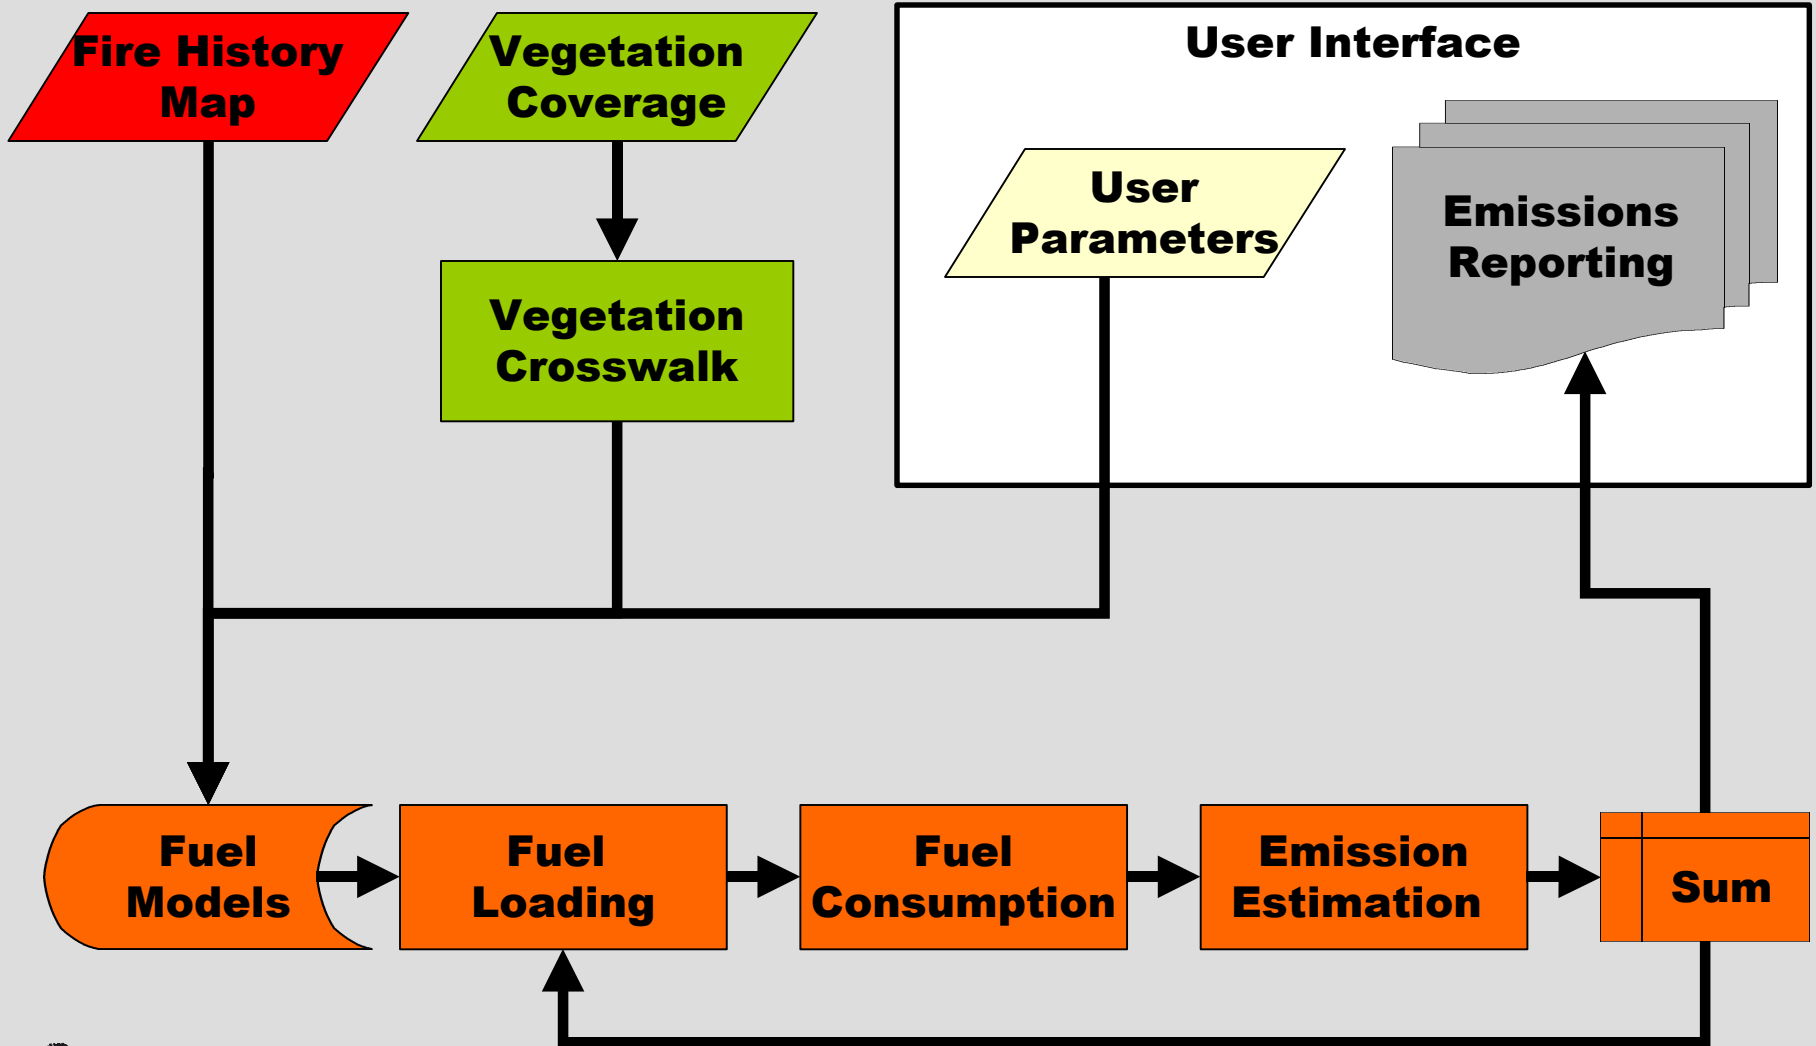 Fire History
Map
Vegetation
Coverage
User Interface
User
Parameters
Emissions
Reporting
Vegetation
Crosswalk
Fuel
Models
Fuel
Loading
Fuel
Consumption
Emission
Estimation
Sum